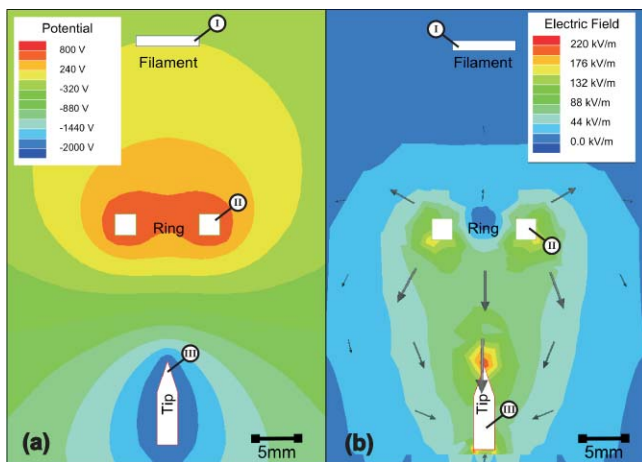 Potential
800 V
240 V
-320 V
-880 V
-1440 V
-2000 V
I
Filament
II
Ring
III
Tip
(a)
5mm
Electric Field
220 kV/m
176 kV/m
132 kV/m
88 kV/m
44 kV/m
0.0 kV/m
I
Filament
Ring
II
Tip
III
(b)
5mm